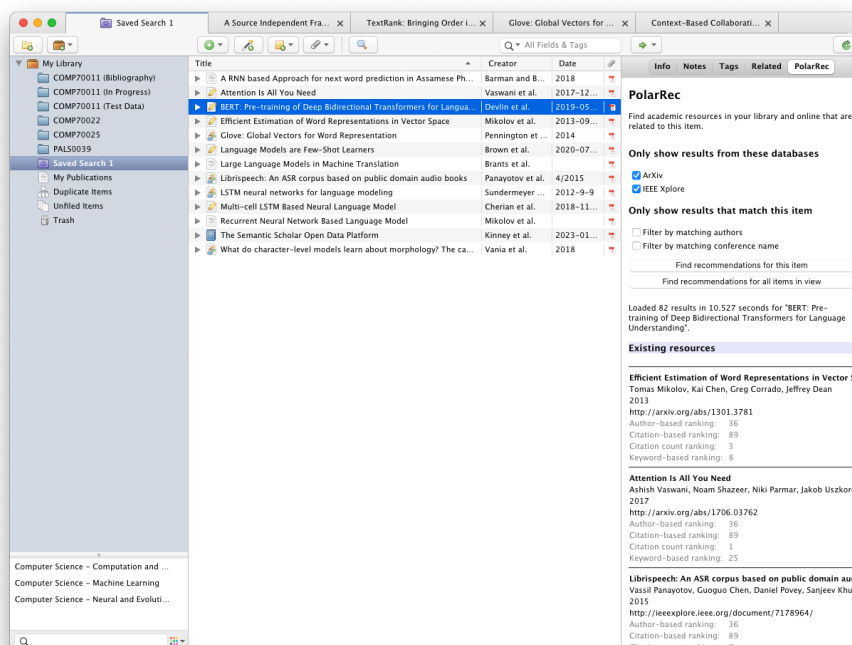 Saved Search 1
A Source Independent Fra...
TextRank: Bringing Order i...
Glove: Global Vectors for ...
Context-Based Collaborati...
All Fields & Tags
My Library
COMP70011 (Bibliography)
COMP70011 (In Progress)
COMP70011 (Test Data)
COMP70022
COMP70025
PALS0039
Saved Search 1
My Publications
Duplicate Items
Unfiled Items
Trash
Computer Science – Computation and ...
Computer Science – Machine Learning
Computer Science – Neural and Evoluti...
Title Creator Date
A RNN based Approach for next word prediction in Assamese Ph... Barman and B... 2018
Attention Is All You Need Vaswani et al. 2017-12...
BERT: Pre-training of Deep Bidirectional Transformers for Langua... Devlin et al. 2019-05...
Efficient Estimation of Word Representations in Vector Space Mikolov et al. 2013-09...
Glove: Global Vectors for Word Representation Pennington et ... 2014
Language Models are Few-Shot Learners Brown et al. 2020-07...
Large Language Models in Machine Translation Brants et al.
Librispeech: An ASR corpus based on public domain audio books Panayotov et al. 4/2015
LSTM neural networks for language modeling Sundermeyer ... 2012-9-9
Multi-cell LSTM Based Neural Language Model Cherian et al. 2018-11...
Recurrent Neural Network Based Language Model Mikolov et al.
The Semantic Scholar Open Data Platform Kinney et al. 2023-01...
What do character-level models learn about morphology? The ca... Vania et al. 2018
Info Notes Tags Related PolarRec
PolarRec
Find academic resources in your library and online that are
related to this item.
Only show results from these databases
ArXiv
IEEE Xplore
Only show results that match this item
Filter by matching authors
Filter by matching conference name
Find recommendations for this item
Find recommendations for all items in view
Loaded 82 results in 10.527 seconds for "BERT: Pre-
training of Deep Bidirectional Transformers for Language
Understanding".
Existing resources
Efficient Estimation of Word Representations in Vector S
Tomas Mikolov, Kai Chen, Greg Corrado, Jeffrey Dean
2013
http://arxiv.org/abs/1301.3781
Author-based ranking: 36
Citation-based ranking: 89
Citation count ranking: 3
Keyword-based ranking: 8
Attention Is All You Need
Ashish Vaswani, Noam Shazeer, Niki Parmar, Jakob Uszkor
2017
http://arxiv.org/abs/1706.03762
Author-based ranking: 36
Citation-based ranking: 89
Citation count ranking: 1
Keyword-based ranking: 25
Librispeech: An ASR corpus based on public domain au
Vassil Panayotov, Guoguo Chen, Daniel Povey, Sanjeev Khu
2015
http://ieeexplore.ieee.org/document/7178964/
Author-based ranking: 36
Citation-based ranking: 89